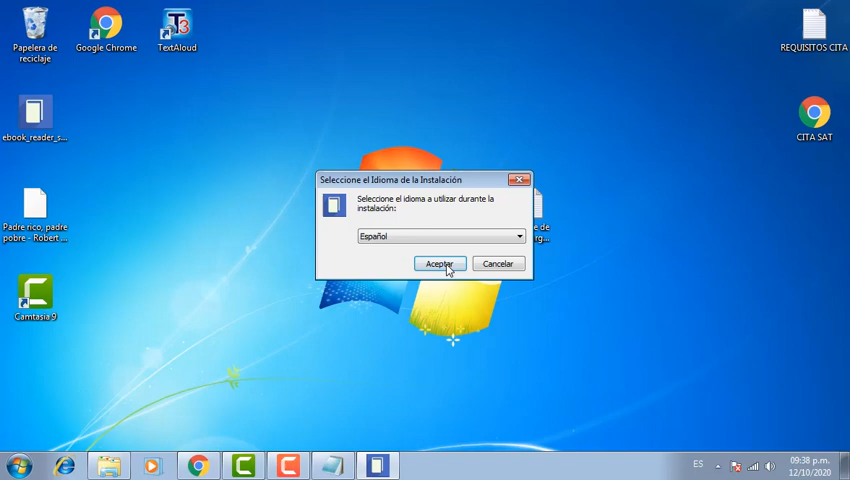 Papelera de
reciclaje
Google Chrome
TextAloud
REQUISITOS CITA
ebook_reader_s...
CITA SAT
Padre rico, padre
pobre - Robert ...
Camtasia 9
Seleccione el Idioma de la Instalación
Seleccione el idioma a utilizar durante la
instalación:
Español
Aceptar
Cancelar
de
rg...
ES
09:38 p.m.
12/10/2020